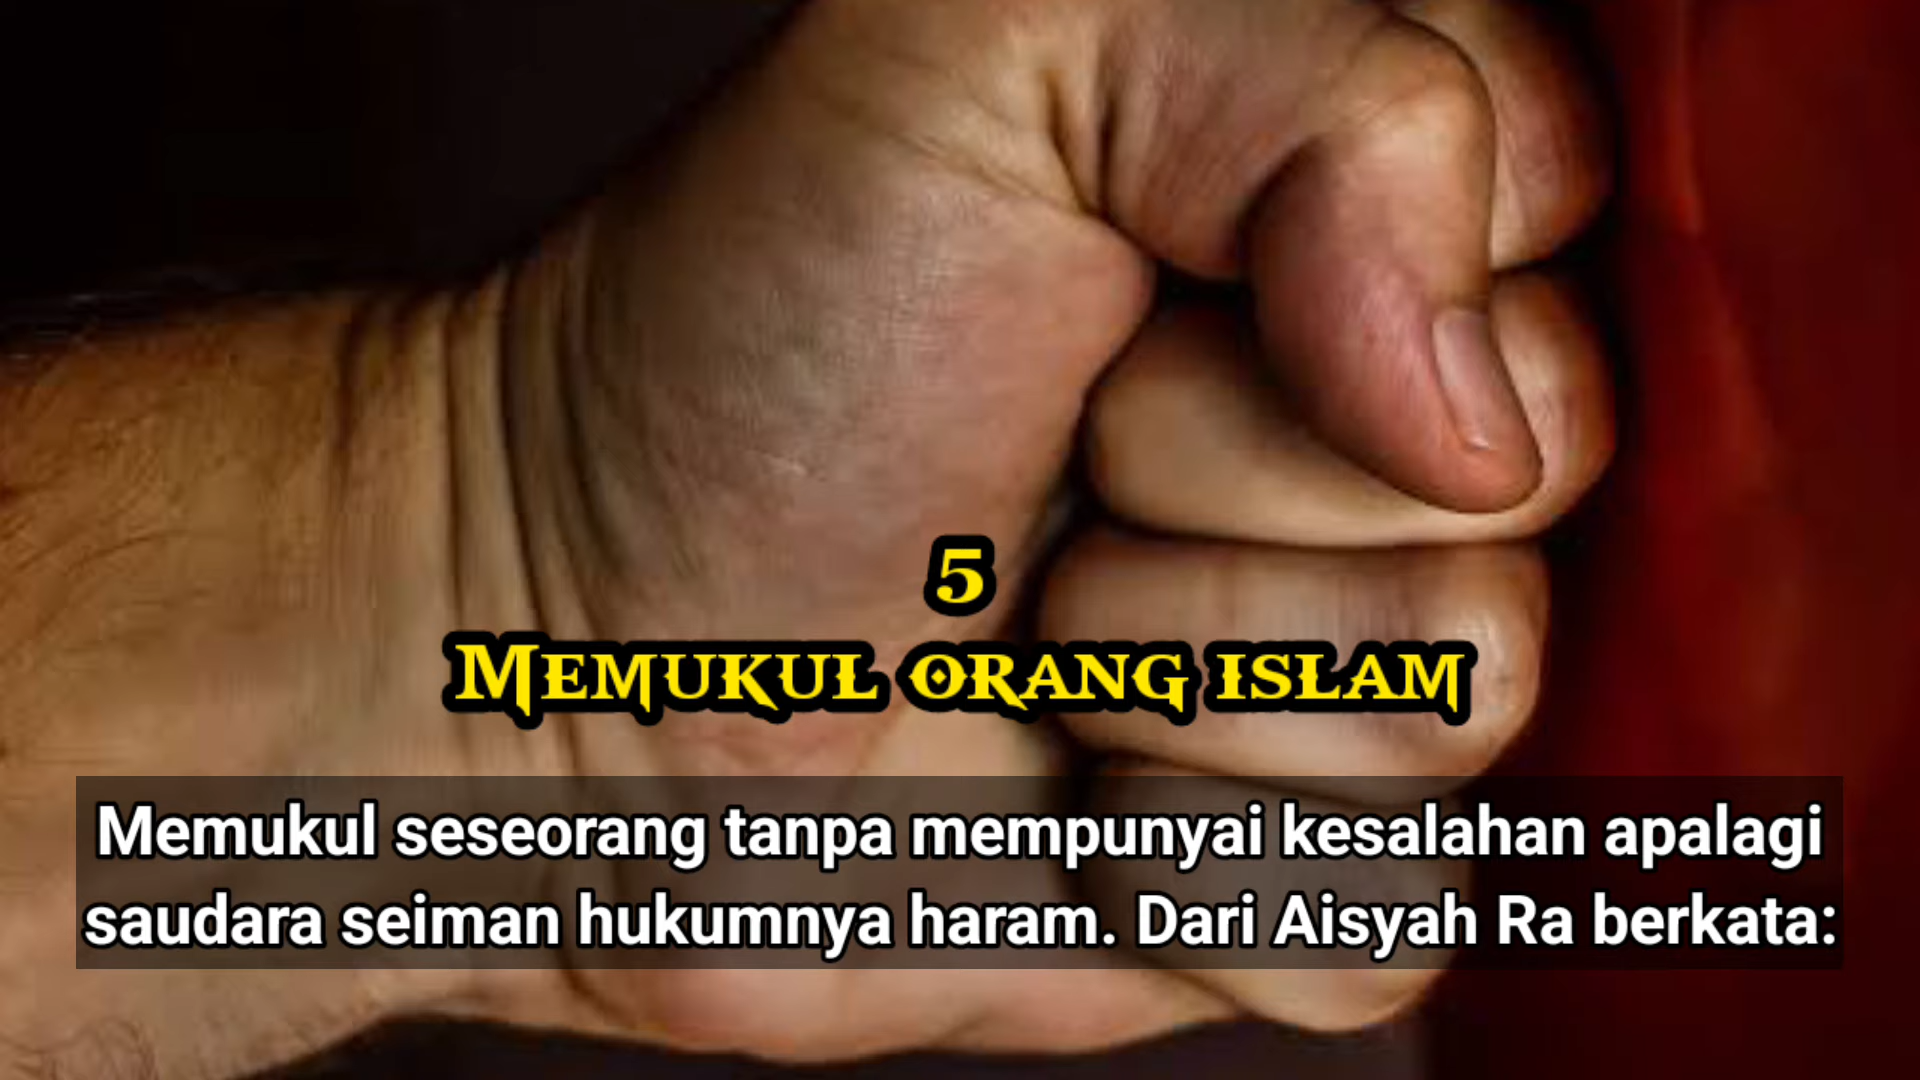 5
Memukul orang islam
Memukul seseorang tanpa mempunyai kesalahan apalagi
saudara seiman hukumnya haram. Dari Aisyah Ra berkata: